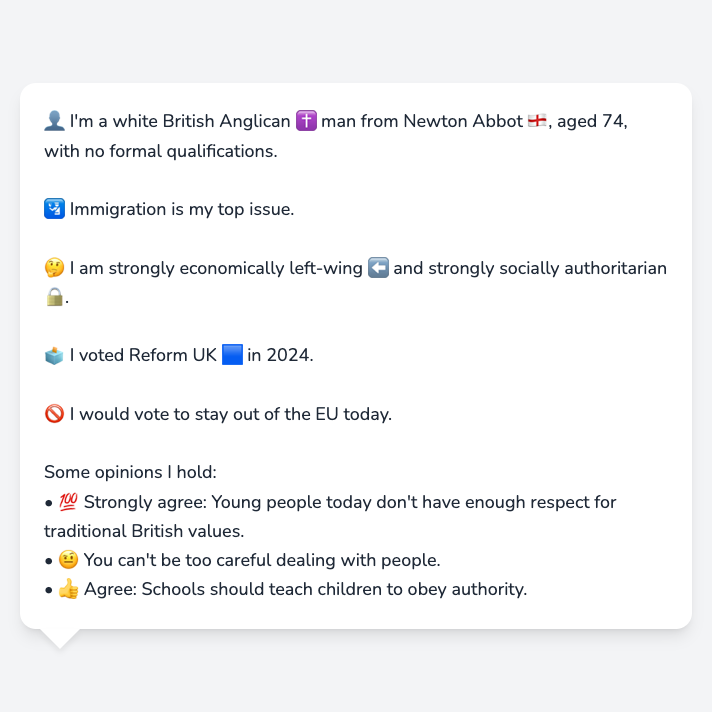 👤 I'm a white British Anglican ✝️ man from Newton Abbot 🏴󠁧󠁢󠁥󠁮󠁧󠁿, aged 74,
with no formal qualifications.
🛂 Immigration is my top issue.
🤔 I am strongly economically left-wing ⬅️ and strongly socially authoritarian
🔒.
🗳️ I voted Reform UK 🟦 in 2024.
🚫 I would vote to stay out of the EU today.
Some opinions I hold:
• 💯 Strongly agree: Young people today don't have enough respect for
traditional British values.
• 🤨 You can't be too careful dealing with people.
• 👍 Agree: Schools should teach children to obey authority.